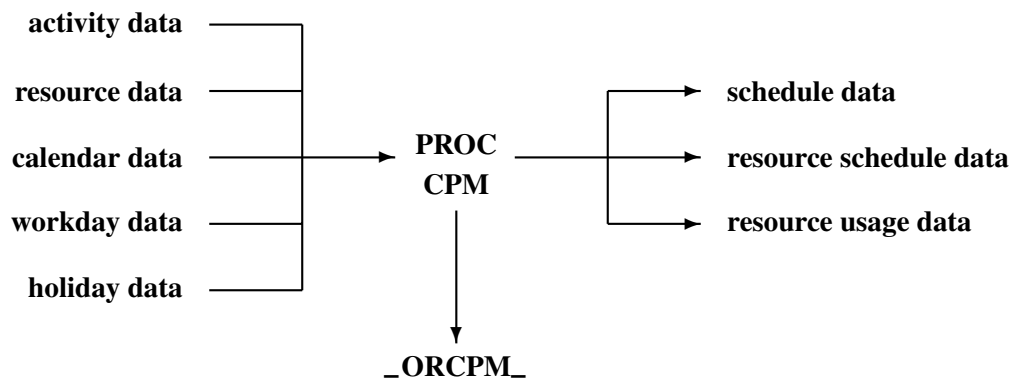 activity data
resource data
calendar data
workday data
holiday data
PROC
CPM
_ORCPM_
schedule data
resource schedule data
resource usage data